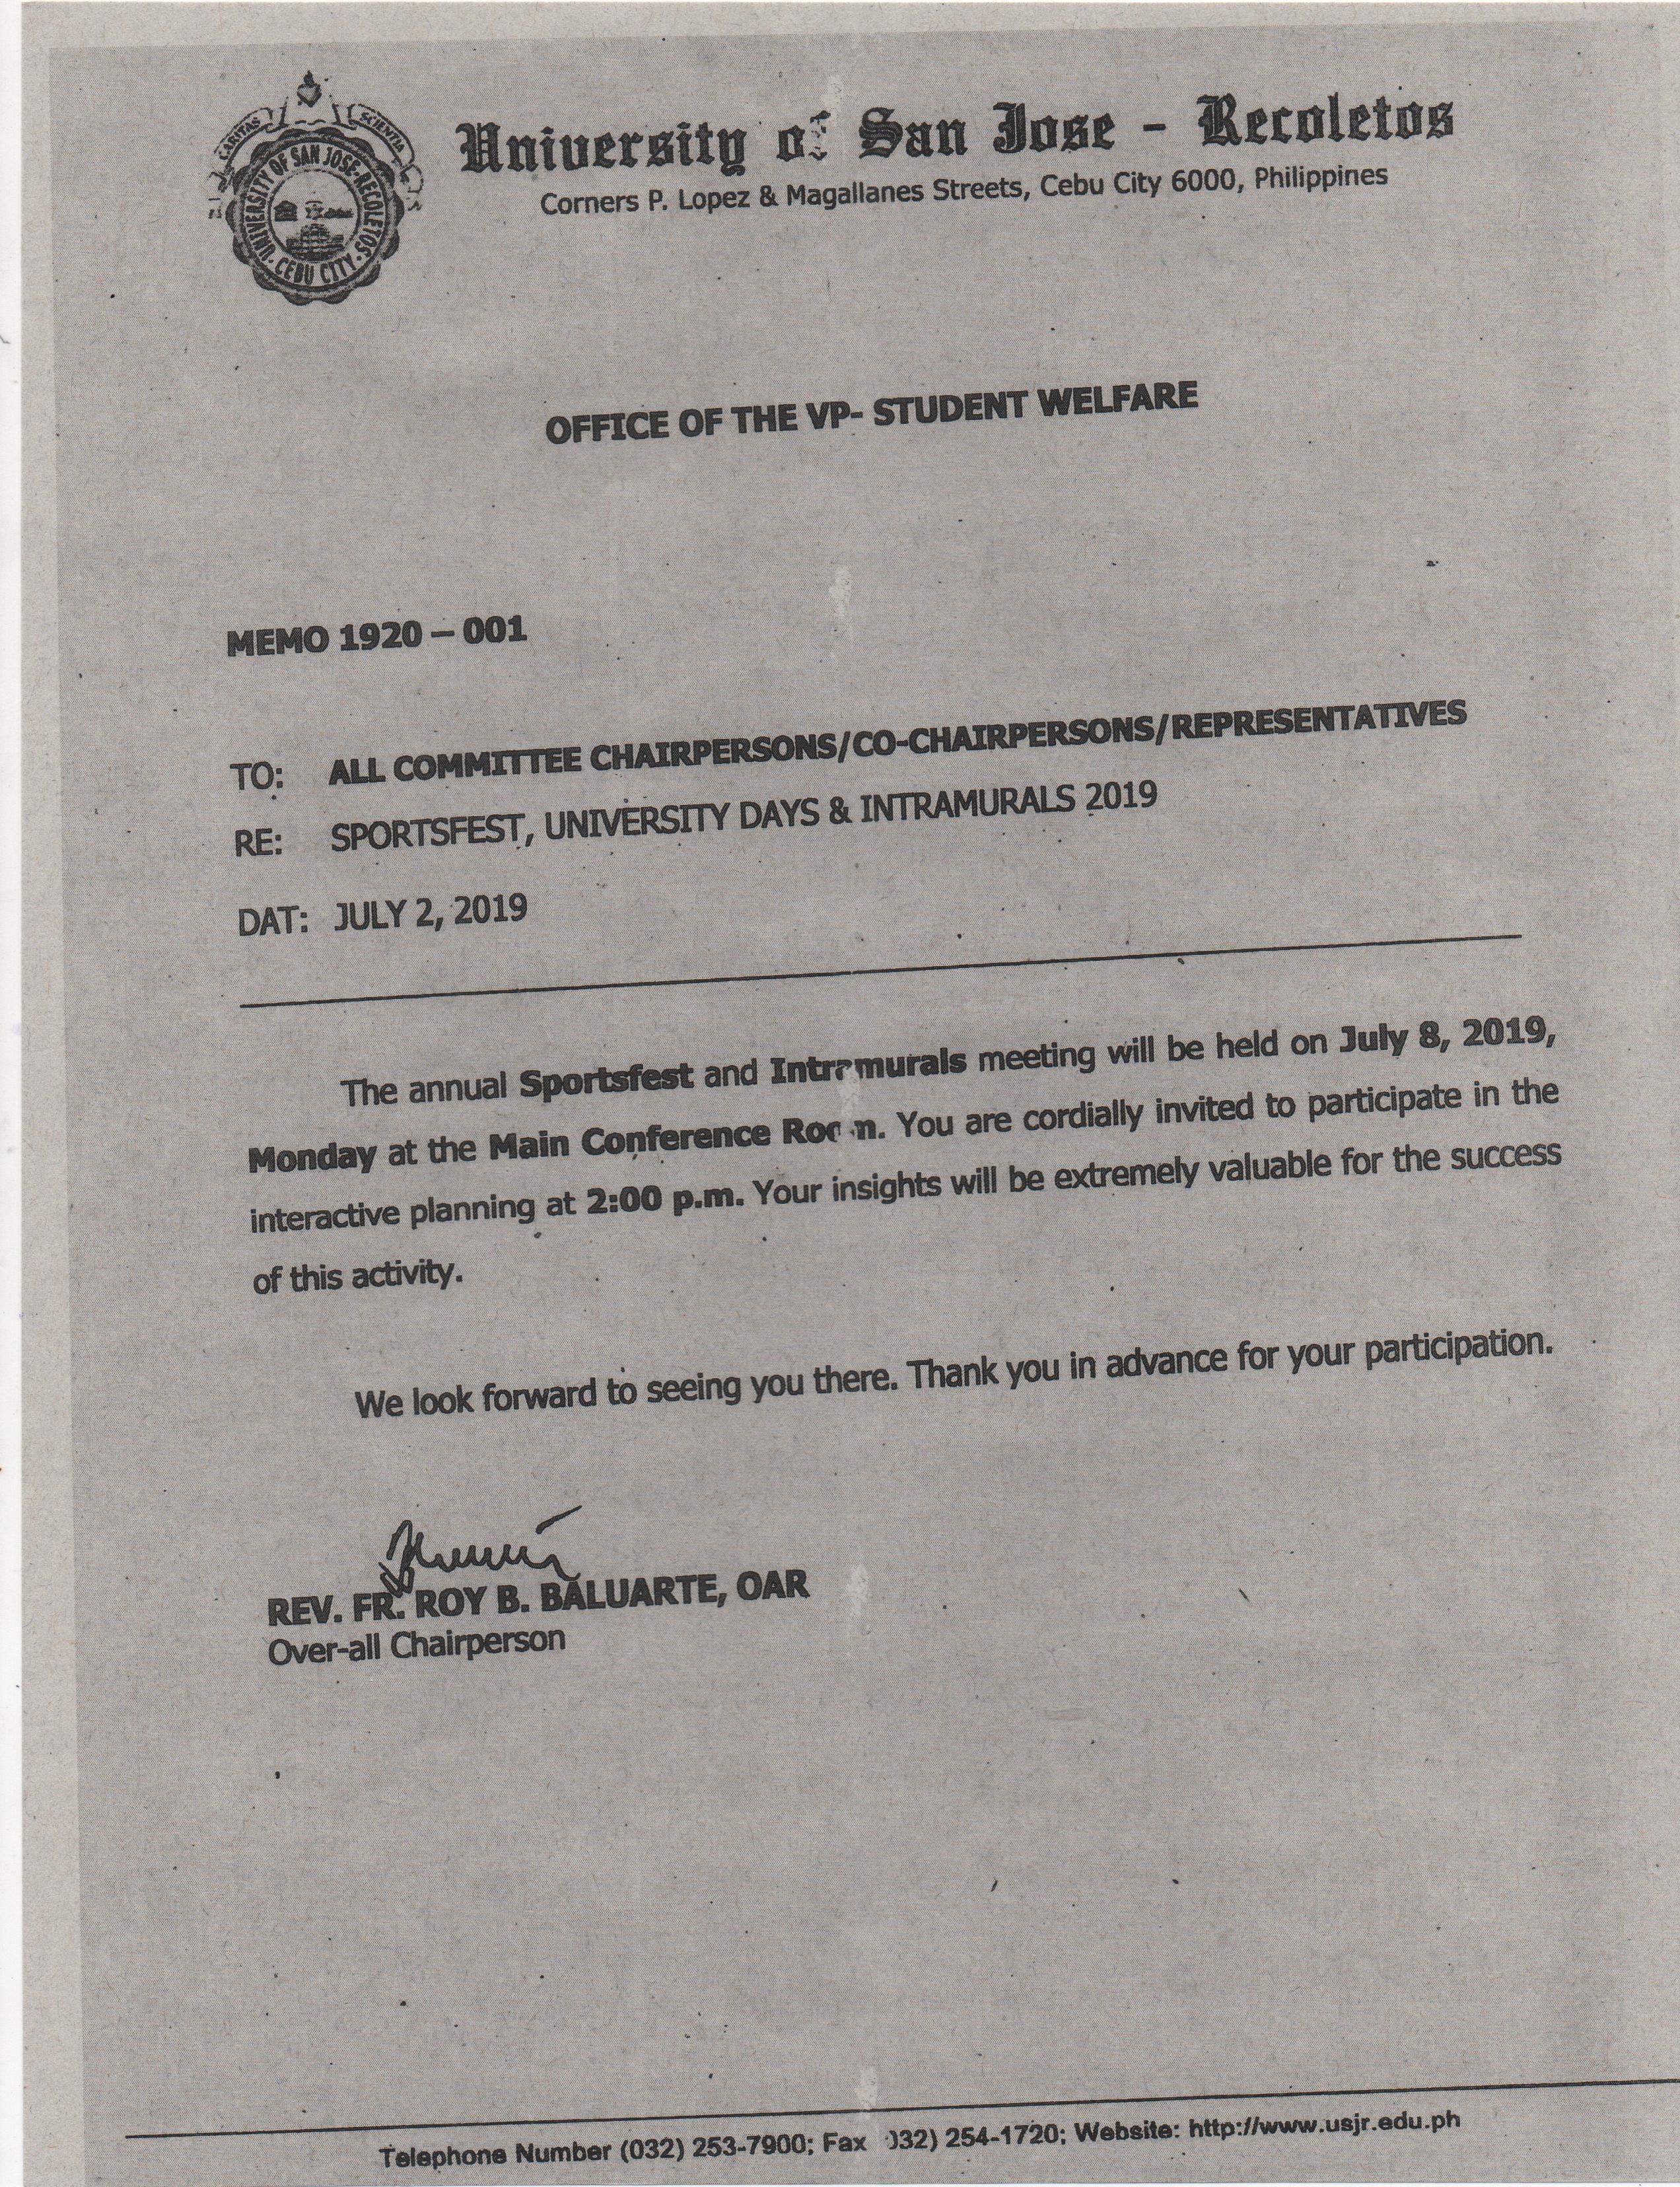 CARITAS
SCIENTIA
UNIVERSITY OF SAN JOSE-RECOLETOS
CEBU CITY
University of San Jose - Recoletos
Corners P. Lopez & Magallanes Streets, Cebu City 6000, Philippines
OFFICE OF THE VP- STUDENT WELFARE
MEMO 1920 – 001
TO: ALL COMMITTEE CHAIRPERSONS/CO-CHAIRPERSONS/REPRESENTATIVES
RE: SPORTSFEST, UNIVERSITY DAYS & INTRAMURALS 2019
DAT: JULY 2, 2019
The annual Sportsfest and Intramurals meeting will be held on July 8, 2019,
Monday at the Main Conference Room. You are cordially invited to participate in the
interactive planning at 2:00 p.m. Your insights will be extremely valuable for the success
of this activity.
We look forward to seeing you there. Thank you in advance for your participation.
REV. FR. ROY B. BALUARTE, OAR
Over-all Chairperson
Telephone Number (032) 253-7900; Fax 032) 254-1720; Website: http://www.usjr.edu.ph